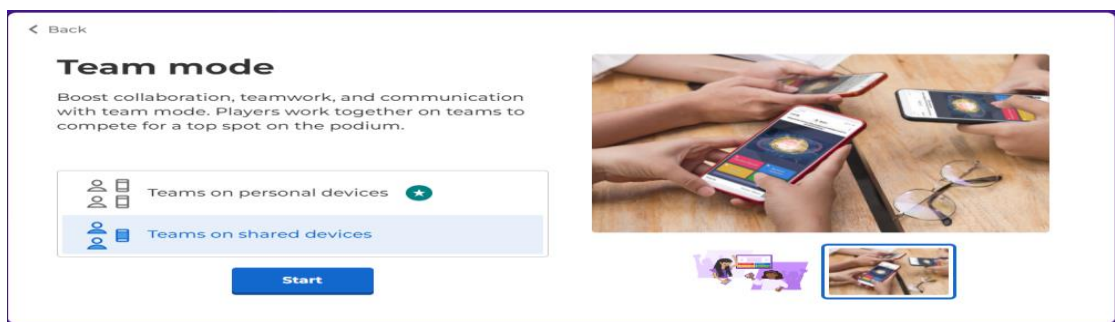 Back
Team mode
Boost collaboration, teamwork, and communication
with team mode. Players work together on teams to
compete for a top spot on the podium.
Teams on personal devices
Teams on shared devices
Start